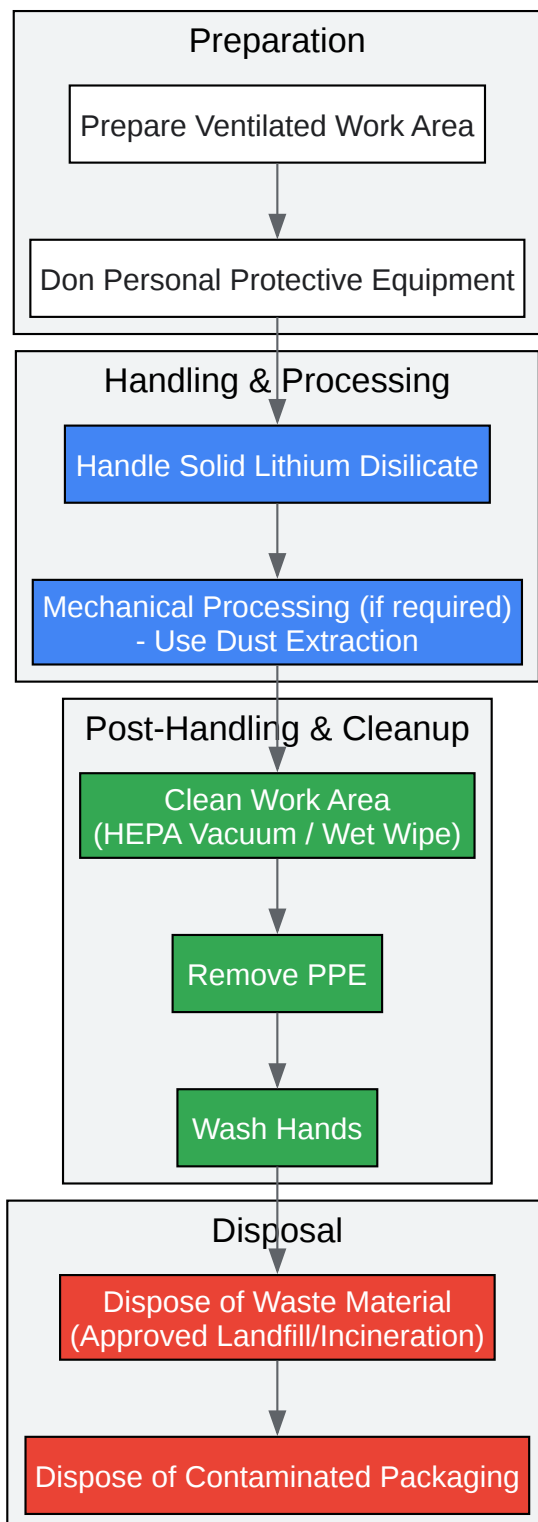 Preparation
Prepare Ventilated Work Area
Don Personal Protective Equipment
Handling & Processing
Handle Solid Lithium Disilicate
Mechanical Processing (if required)
- Use Dust Extraction
Post-Handling & Cleanup
Clean Work Area
(HEPA Vacuum / Wet Wipe)
Remove PPE
Wash Hands
Disposal
Dispose of Waste Material
(Approved Landfill/Incineration)
Dispose of Contaminated Packaging